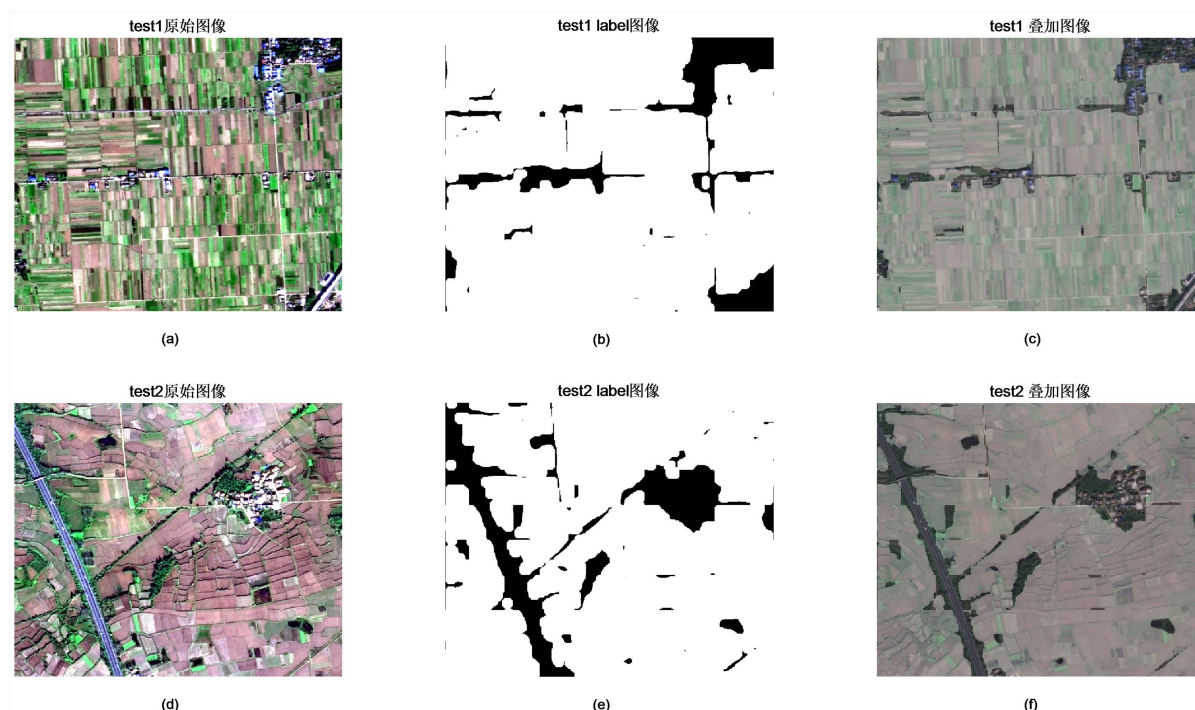 test1原始图像
test1 label图像
test1 叠加图像
(a)
(b)
(c)
test2原始图像
test2 label图像
test2 叠加图像
(d)
(e)
(f)